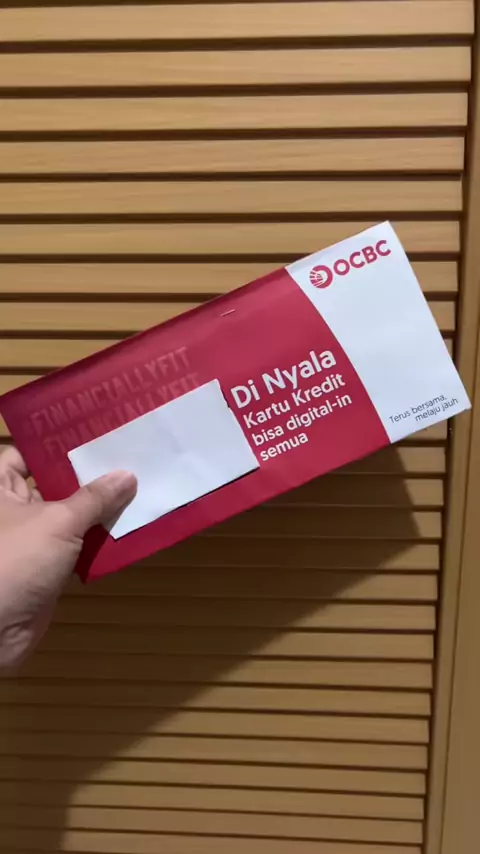 OCBC
FINANCIALLYFIT
FINANCIALLYFIT
Di Nyala
Kartu Kredit
bisa digital-in
semua
Terus bersama,
melaju jauh